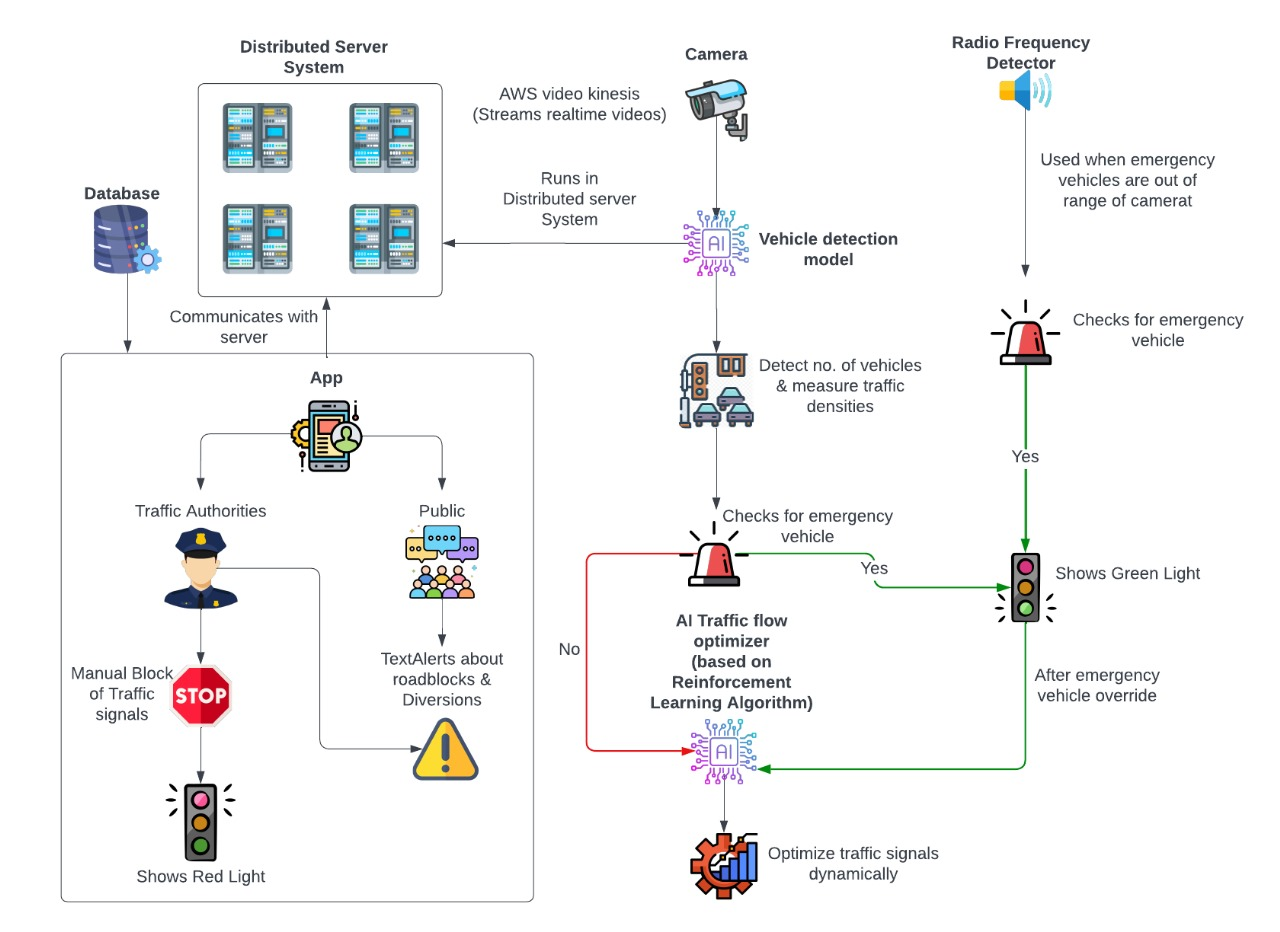 Distributed Server
System
Camera
Radio Frequency
Detector
AWS video kinesis
(Streams realtime videos)
Used when emergency
vehicles are out of
range of camerat
Runs in
Distributed server
System
Database
AI
Vehicle detection
model
Communicates with
server
Checks for emergency
vehicle
App
Detect no. of vehicles
& measure traffic
densities
Yes
Traffic Authorities
Public
Checks for emergency
vehicle
Yes
Shows Green Light
AI Traffic flow
optimizer
(based on
Reinforcement
Learning Algorithm)
No
TextAlerts about
roadblocks &
Diversions
Manual Block
of Traffic
signals
STOP
After emergency
vehicle override
AI
Shows Red Light
Optimize traffic signals
dynamically